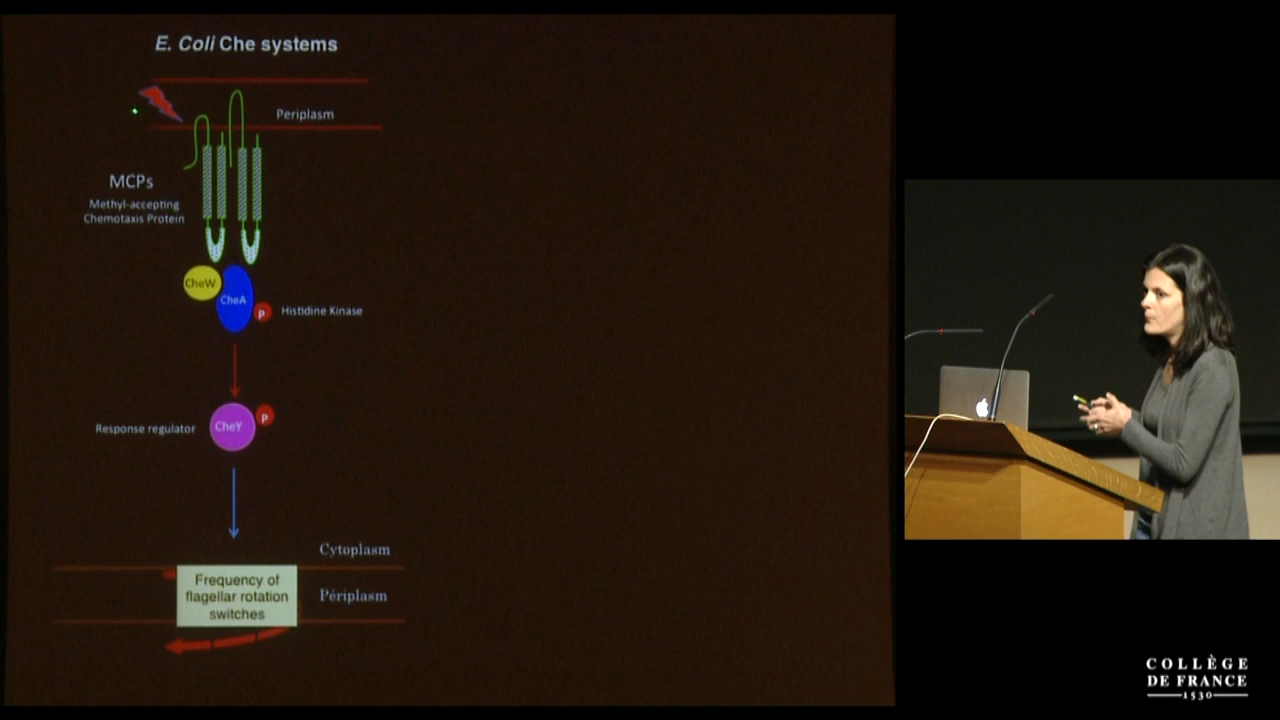 E. Coli Che systems
Periplasm
MCPs
Methyl-accepting
Chemotaxis Protein
CheW
CheA
P
Histidine Kinase
CheY
P
Response regulator
Cytoplasm
Frequency of
flagellar rotation
switches
Périplasm
COLLÈGE
DE FRANCE
1530